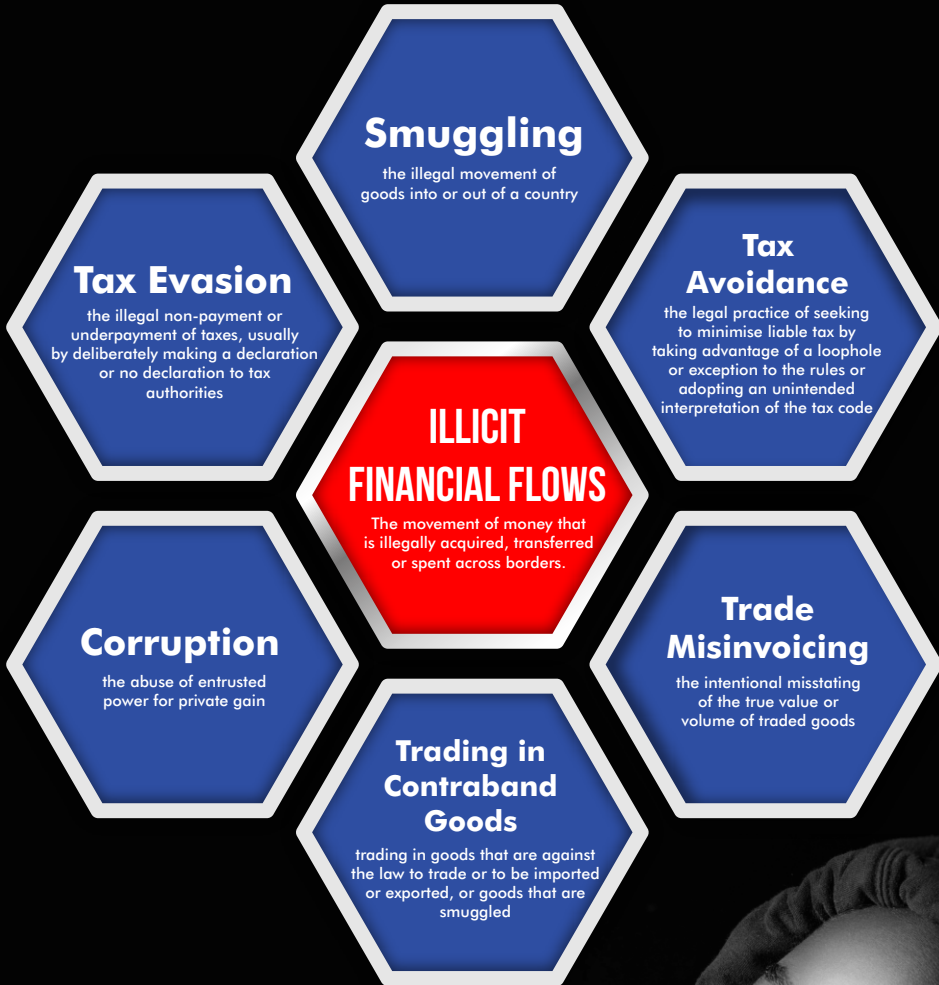 Smuggling
the illegal movement of
goods into or out of a country
Tax Evasion
the illegal non-payment or
underpayment of taxes, usually
by deliberately making a declaration
or no declaration to tax
authorities
Tax
Avoidance
the legal practice of seeking
to minimise liable tax by
taking advantage of a loophole
or exception to the rules or
adopting an unintended
interpretation of the tax code
ILLICIT
FINANCIAL FLOWS
The movement of money that
is illegally acquired, transferred
or spent across borders.
Corruption
the abuse of entrusted
power for private gain
Trade
Misinvoicing
the intentional misstating
of the true value or
volume of traded goods
Trading in
Contraband
Goods
trading in goods that are against
the law to trade or to be imported
or exported, or goods that are
smuggled